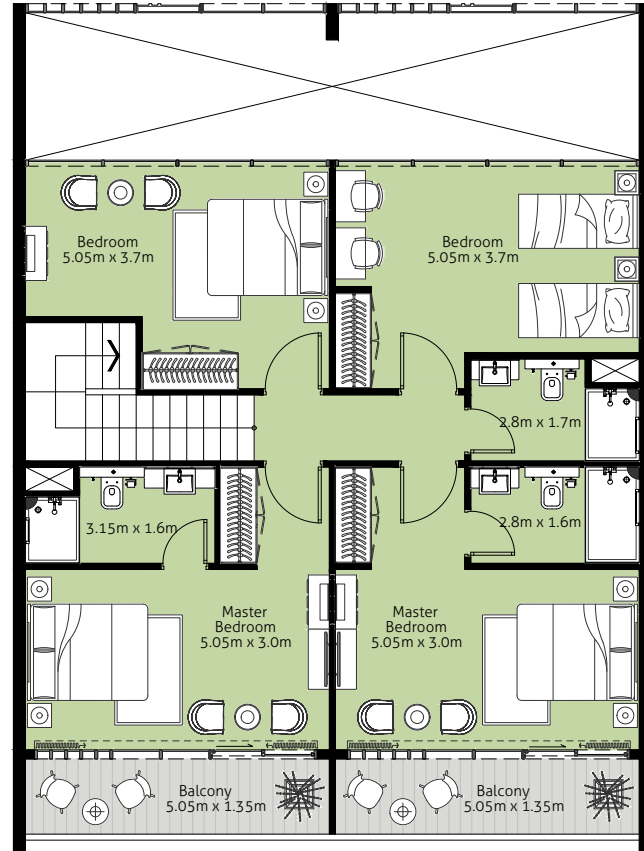 Bedroom
5.05m x 3.7m
Bedroom
5.05m x 3.7m
2.8m x 1.7m
3.15m x 1.6m
2.8m x 1.6m
Master
Bedroom
5.05m x 3.0m
Master
Bedroom
5.05m x 3.0m
Balcony
5.05m x 1.35m
Balcony
5.05m x 1.35m